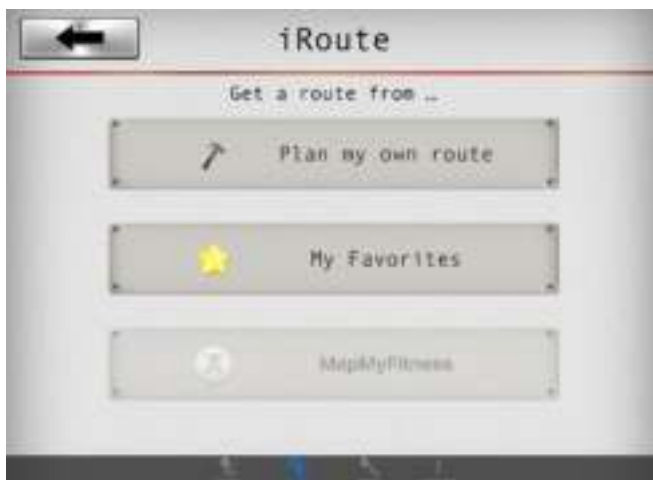 iRoute
Get a route from …
Plan my own route
My Favorites
MapMyFitness